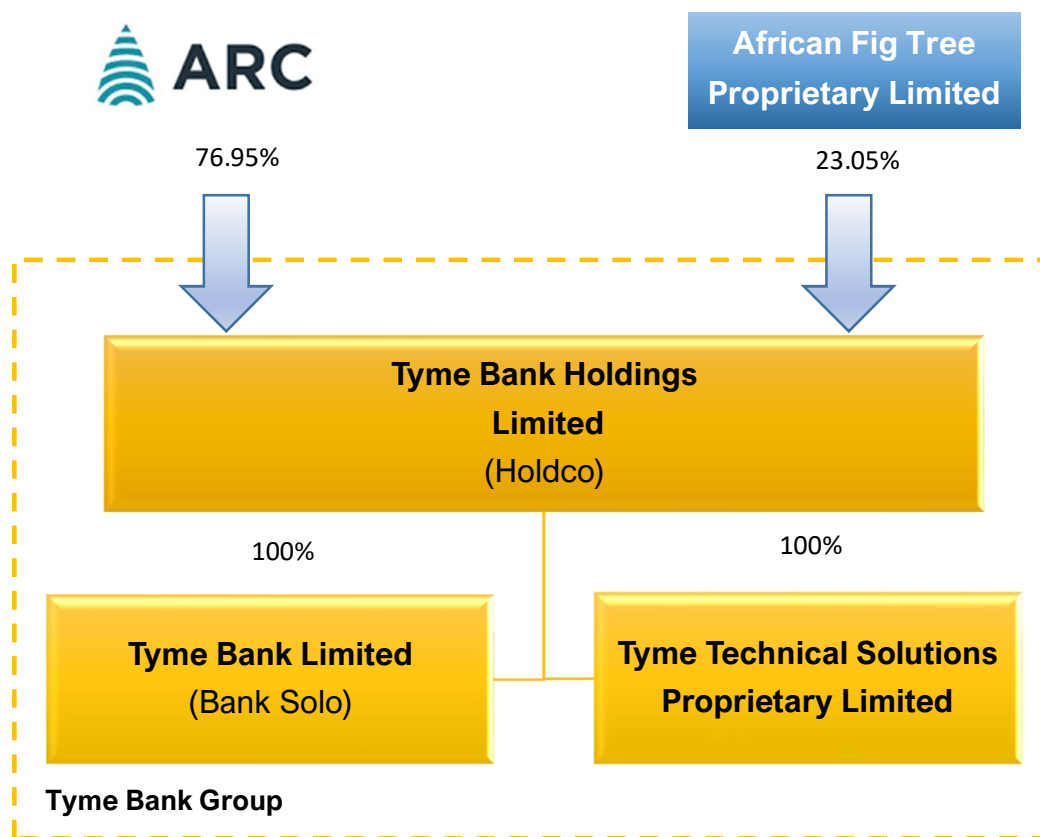 ARC
African Fig Tree
Proprietary Limited
76.95%
23.05%
Tyme Bank Holdings
Limited
(Holdco)
100%
100%
Tyme Bank Limited
(Bank Solo)
Tyme Technical Solutions
Proprietary Limited
Tyme Bank Group